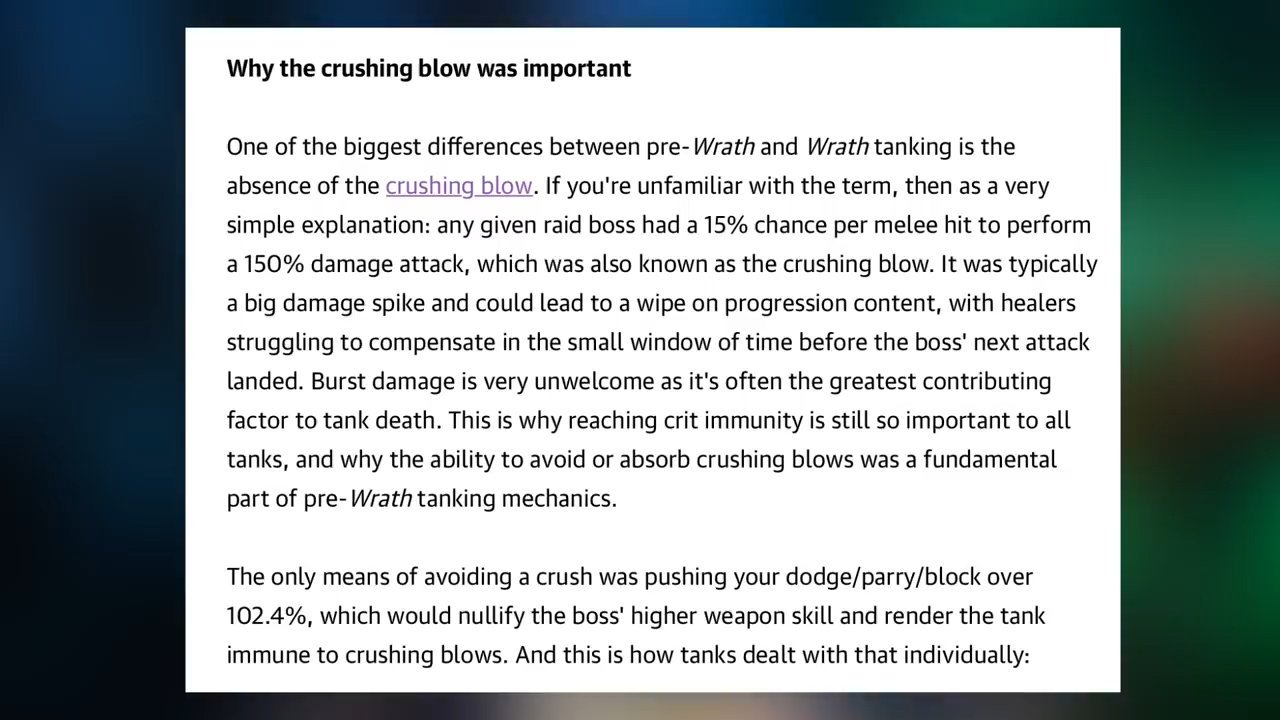 Why the crushing blow was important
One of the biggest differences between pre-Wrath and Wrath tanking is the
absence of the crushing blow. If you're unfamiliar with the term, then as a very
simple explanation: any given raid boss had a 15% chance per melee hit to perform
a 150% damage attack, which was also known as the crushing blow. It was typically
a big damage spike and could lead to a wipe on progression content, with healers
struggling to compensate in the small window of time before the boss' next attack
landed. Burst damage is very unwelcome as it's often the greatest contributing
factor to tank death. This is why reaching crit immunity is still so important to all
tanks, and why the ability to avoid or absorb crushing blows was a fundamental
part of pre-Wrath tanking mechanics.
The only means of avoiding a crush was pushing your dodge/parry/block over
102.4%, which would nullify the boss' higher weapon skill and render the tank
immune to crushing blows. And this is how tanks dealt with that individually: